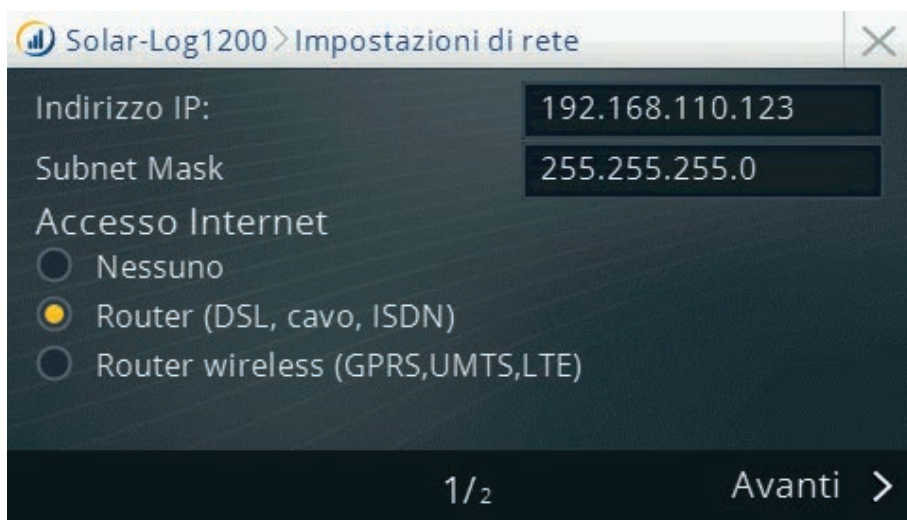 Solar-Log1200 > Impostazioni di rete
Indirizzo IP: 192.168.110.123
Subnet Mask 255.255.255.0
Accesso Internet
Nessuno
Router (DSL, cavo, ISDN)
Router wireless (GPRS,UMTS,LTE)
1/2 Avanti >